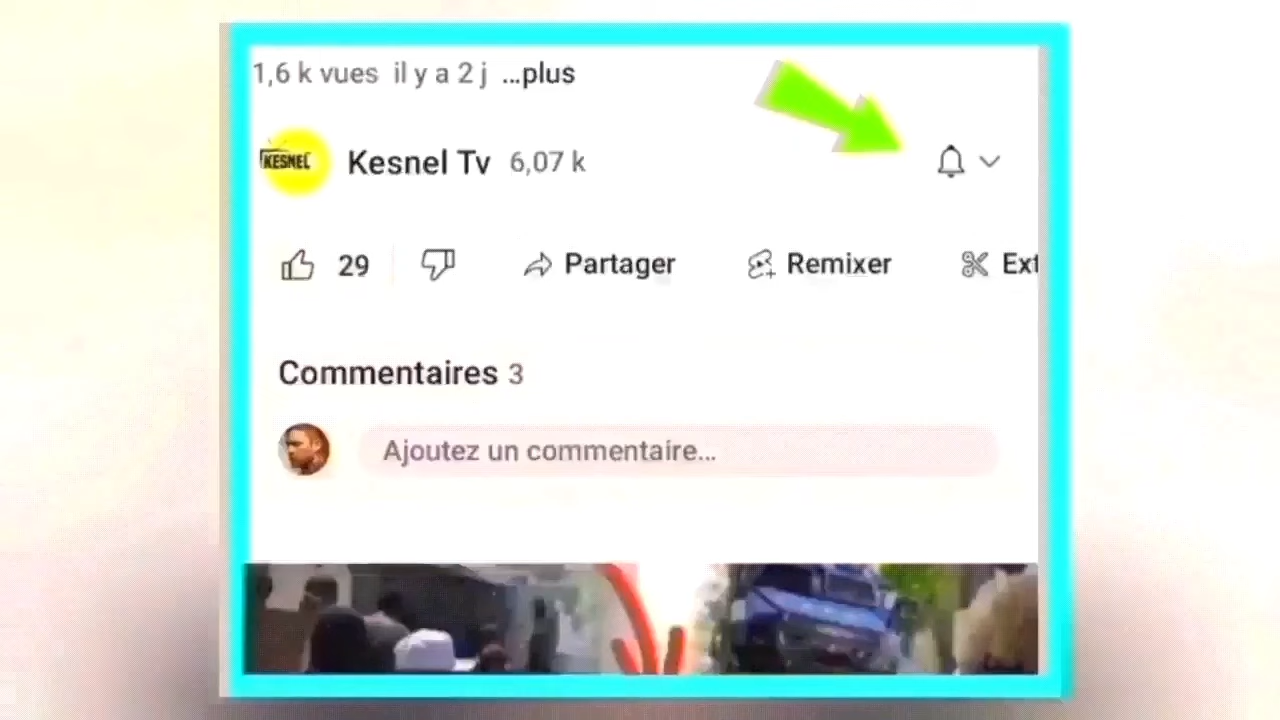 1,6 k vues il y a 2 j ...plus
KESNEL
Kesnel Tv 6,07 k
29 Partager Remixer Ext
Commentaires 3
Ajoutez un commentaire...